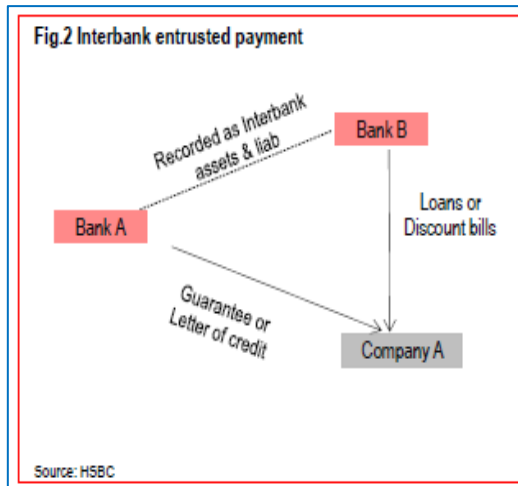 Fig.2 Interbank entrusted payment
Recorded as Interbank
assets & liab
Bank B
Bank A
Loans or
Discount bills
Guarantee or
Letter of credit
Company A
Source: HSBC